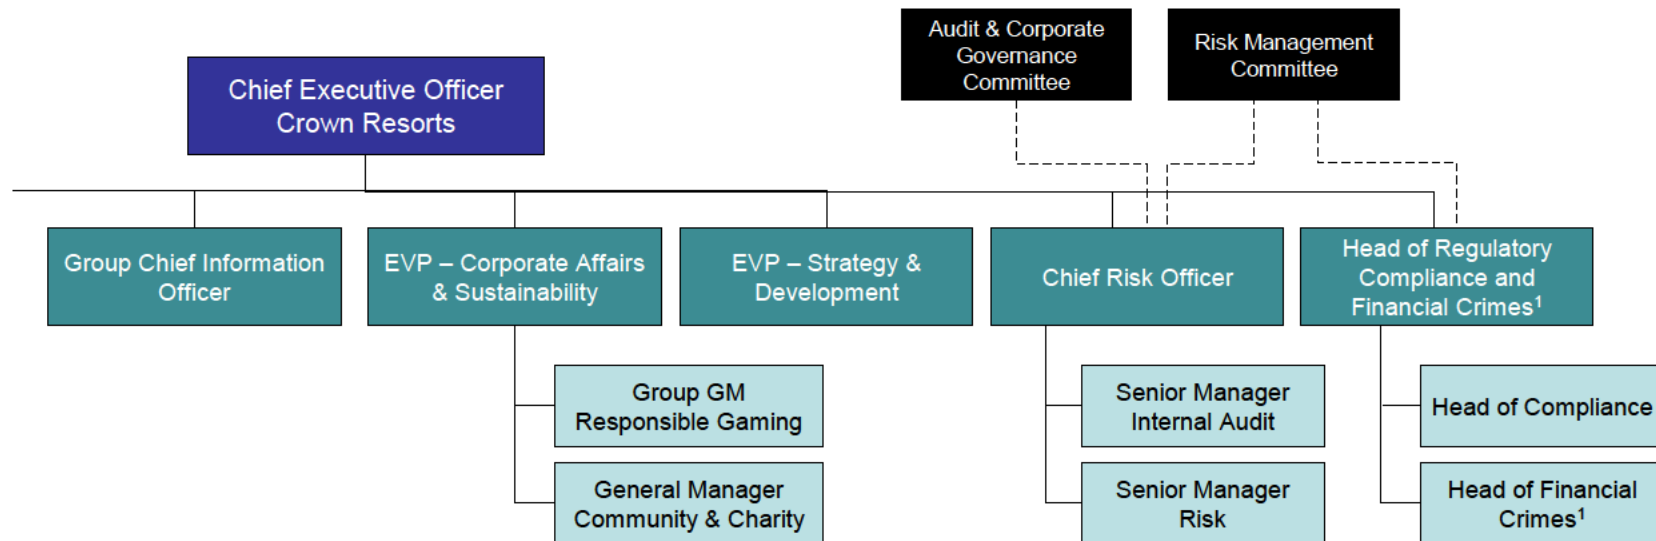 Audit & Corporate
Governance
Committee
Risk Management
Committee
Chief Executive Officer
Crown Resorts
Group Chief Information
Officer
EVP – Corporate Affairs
& Sustainability
EVP – Strategy &
Development
Chief Risk Officer
Head of Regulatory
Compliance and
Financial Crimes¹
Group GM
Responsible Gaming
Senior Manager
Internal Audit
Head of Compliance
General Manager
Community & Charity
Senior Manager
Risk
Head of Financial
Crimes¹